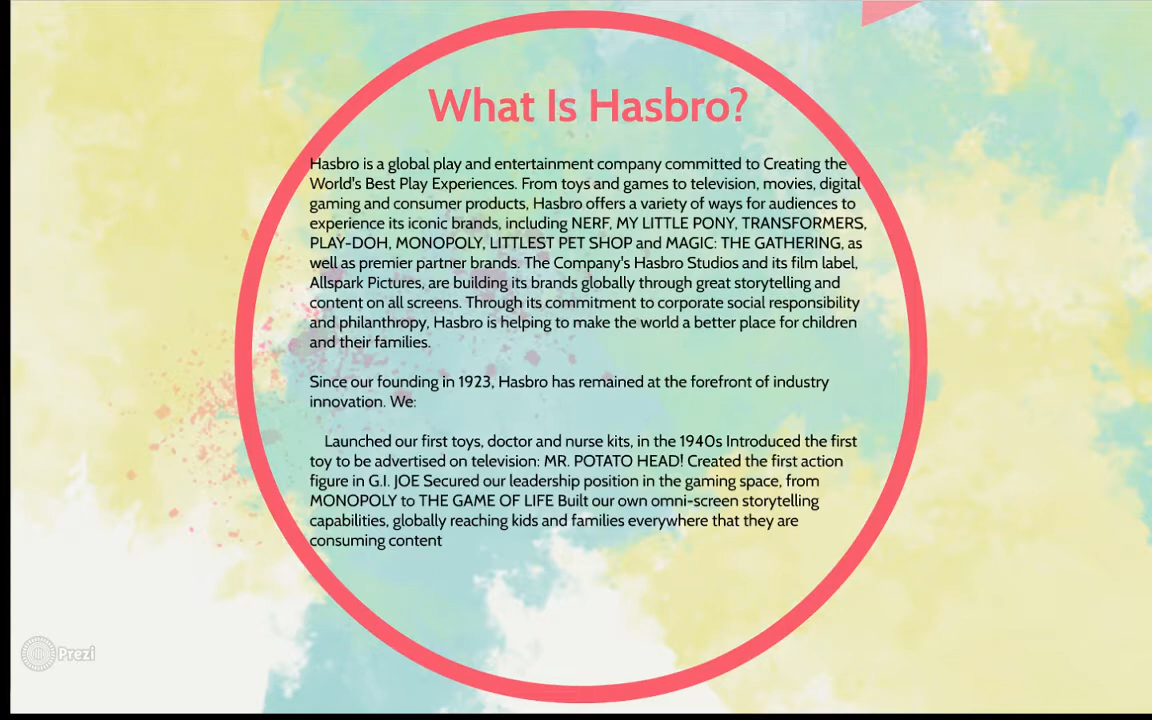 What Is Hasbro?
Hasbro is a global play and entertainment company committed to Creating the
World's Best Play Experiences. From toys and games to television, movies, digital
gaming and consumer products, Hasbro offers a variety of ways for audiences to
experience its iconic brands, including NERF, MY LITTLE PONY, TRANSFORMERS,
PLAY-DOH, MONOPOLY, LITTLEST PET SHOP and MAGIC: THE GATHERING, as
well as premier partner brands. The Company's Hasbro Studios and its film label,
Allspark Pictures, are building its brands globally through great storytelling and
content on all screens. Through its commitment to corporate social responsibility
and philanthropy, Hasbro is helping to make the world a better place for children
and their families.
Since our founding in 1923, Hasbro has remained at the forefront of industry
innovation. We:
Launched our first toys, doctor and nurse kits, in the 1940s Introduced the first
toy to be advertised on television: MR. POTATO HEAD! Created the first action
figure in G.I. JOE Secured our leadership position in the gaming space, from
MONOPOLY to THE GAME OF LIFE Built our own omni-screen storytelling
capabilities, globally reaching kids and families everywhere that they are
consuming content
Prezi